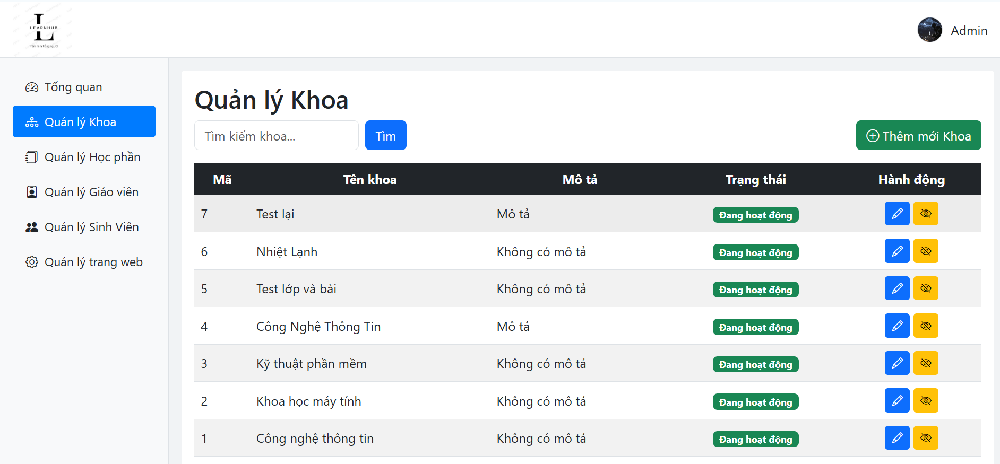 L
LEARNHUB
Trăm năm trồng người
Admin
Tổng quan
Quản lý Khoa
Quản lý Học phần
Quản lý Giáo viên
Quản lý Sinh Viên
Quản lý trang web
Quản lý Khoa
Tìm kiếm khoa... Tìm Thêm mới Khoa
Mã Tên khoa Mô tả Trạng thái Hành động
7 Test lại Mô tả Đang hoạt động
6 Nhiệt Lạnh Không có mô tả Đang hoạt động
5 Test lớp và bài Không có mô tả Đang hoạt động
4 Công Nghệ Thông Tin Mô tả Đang hoạt động
3 Kỹ thuật phần mềm Không có mô tả Đang hoạt động
2 Khoa học máy tính Không có mô tả Đang hoạt động
1 Công nghệ thông tin Không có mô tả Đang hoạt động